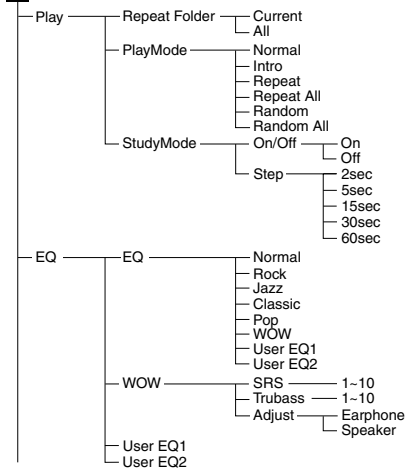 Play Repeat Folder Current
All
PlayMode Normal
Intro
Repeat
Repeat All
Random
Random All
StudyMode On/Off On
Off
Step 2sec
5sec
15sec
30sec
60sec
EQ EQ Normal
Rock
Jazz
Classic
Pop
WOW
User EQ1
User EQ2
WOW SRS 1~10
Trubass 1~10
Adjust Earphone
Speaker
User EQ1
User EQ2